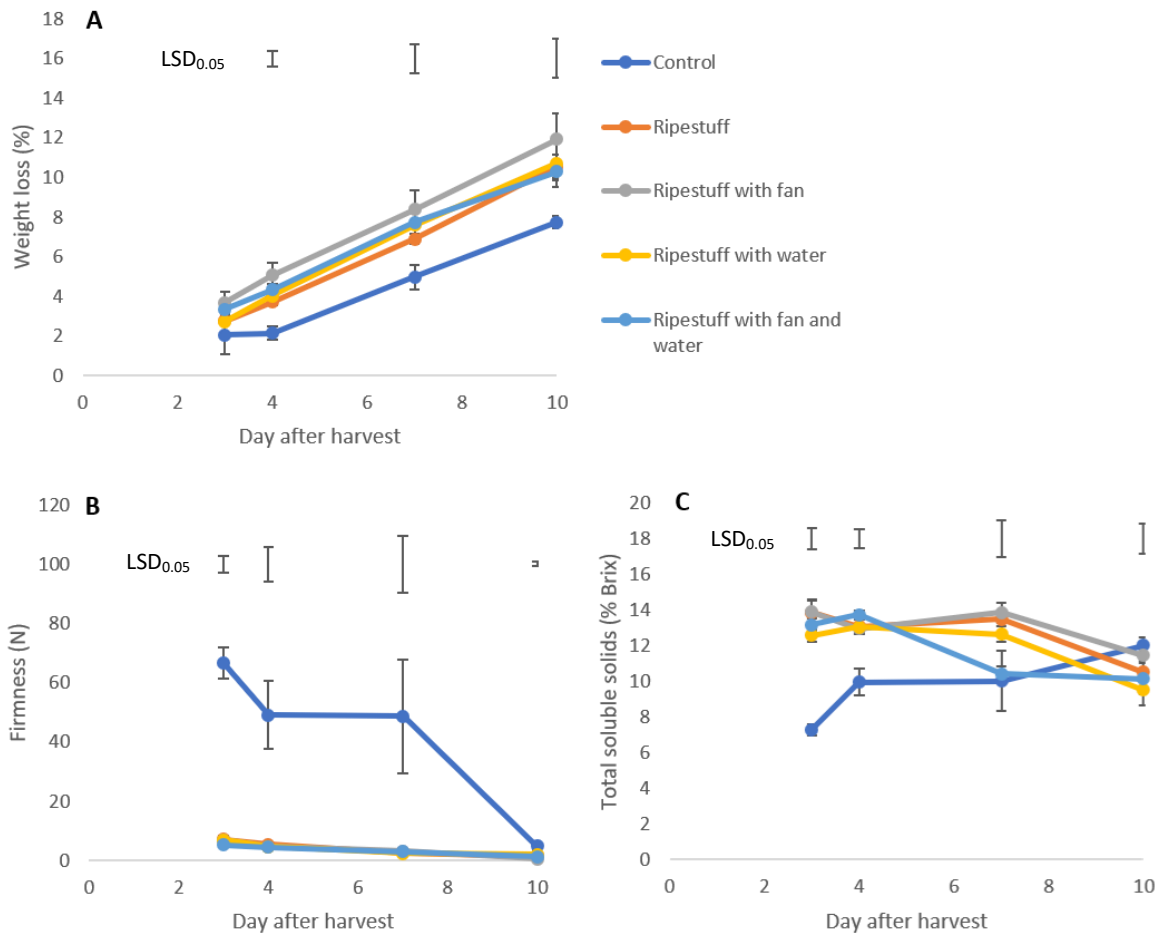 A
18
16
14
12
10
8
6
4
2
0
Weight loss (%)
LSD0.05
0 2 4 6 8 10
Day after harvest
Control
Ripestuff
Ripestuff with fan
Ripestuff with water
Ripestuff with fan and
water
B
120
100
80
60
40
20
0
Firmness (N)
LSD0.05
0 2 4 6 8 10
Day after harvest
C
20
18
16
14
12
10
8
6
4
2
0
Total soluble solids (% Brix)
LSD0.05
0 2 4 6 8 10
Day after harvest